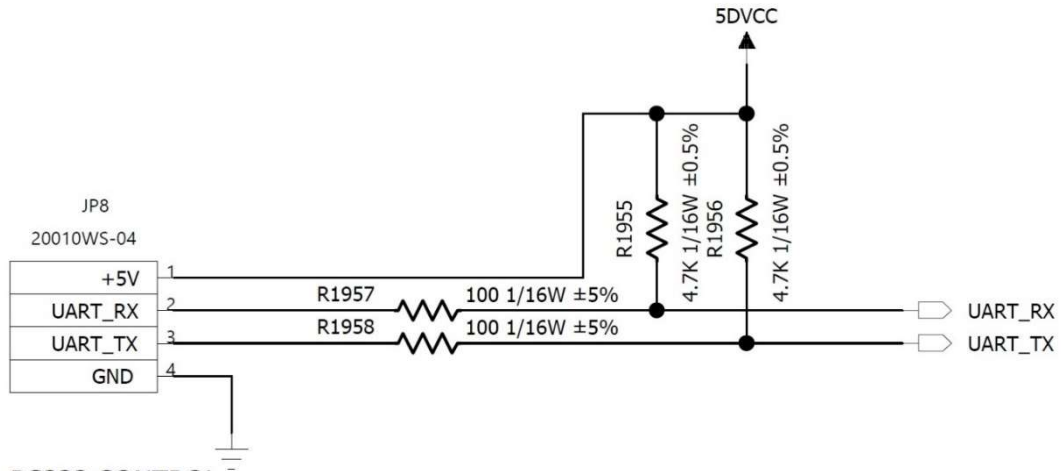 5DVCC
R1955
4.7K 1/16W ±0.5%
R1956
4.7K 1/16W ±0.5%
JP8
20010WS-04
+5V 1
UART_RX 2
R1957 100 1/16W ±5%
UART_RX
UART_TX 3
R1958 100 1/16W ±5%
UART_TX
GND 4